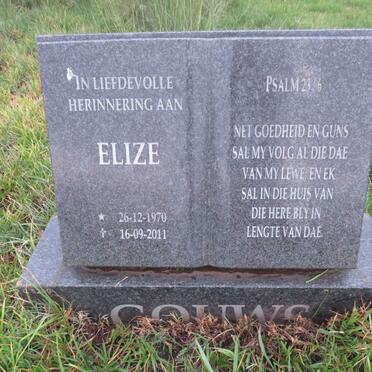 IN LIEFDEVOLLE
HERINNERING AAN
ELIZE
★ 26-12-1970
✝ 16-09-2011
PSALM 23 : 6
NET GOEDHEID EN GUNS
SAL MY VOLG AL DIE DAE
VAN MY LEWE; EN EK
SAL IN DIE HUIS VAN
DIE HERE BLY IN
LENGTE VAN DAE.
GOUWS